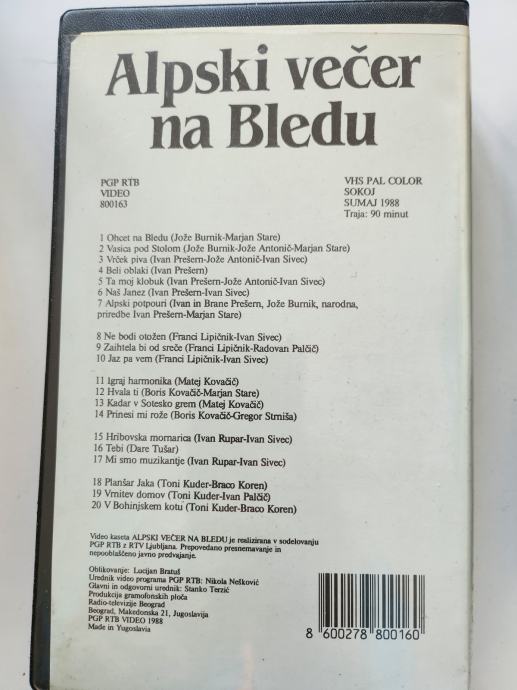 Alpski večer
na Bledu
PGP RTB
VIDEO
800163
VHS PAL COLOR
SOKOJ
SUMAJ 1988
Traja: 90 minut
1 Ohcet na Bledu (Jože Burnik-Marjan Stare)
2 Vasica pod Stolom (Jože Burnik-Jože Antonič-Marjan Stare)
3 Vrček piva (Ivan Prešern-Jože Antonič-Ivan Sivec)
4 Beli oblaki (Ivan Prešern)
5 Ta moj klobuk (Ivan Prešern-Jože Antonič-Ivan Sivec)
6 Naš Janez (Ivan Prešern-Ivan Sivec)
7 Alpski potpouri (Ivan in Brane Prešern, Jože Burnik, narodna,
priredbe Ivan Prešern-Marjan Stare)
8 Ne bodi otožen (Franci Lipičnik-Ivan Sivec)
9 Zaihtela bi od sreče (Franci Lipičnik-Radovan Palčič)
10 Jaz pa vem (Franci Lipičnik-Ivan Sivec)
11 Igraj harmonika (Matej Kovačič)
12 Hvala ti (Boris Kovačič-Marjan Stare)
13 Kadar v Sotesko grem (Matej Kovačič)
14 Prinesi mi rože (Boris Kovačič-Gregor Strniša)
15 Hribovska mornarica (Ivan Rupar-Ivan Sivec)
16 Tebi (Dare Tušar)
17 Mi smo muzikantje (Ivan Rupar-Ivan Sivec)
18 Planšar Jaka (Toni Kuder-Braco Koren)
19 Vrnitev domov (Toni Kuder-Ivan Palčič)
20 V Bohinjskem kotu (Toni Kuder-Braco Koren)
Video kaseta ALPSKI VEČER NA BLEDU je realizirana v sodelovanju
PGP RTB z RTV Ljubljana. Prepovedano presnemavanje in
nepooblaščeno javno predvajanje.
Oblikovanje: Lucijan Bratuš
Urednik video programa PGP RTB: Nikola Nešković
Glavni in odgovorni urednik: Stanko Terzić
Produkcija gramofonskih ploča
Radio-televizije Beograd
Beograd, Makedonska 21, Jugoslavija
PGP RTB VIDEO 1988
Made in Yugoslavia
8 600278 800160